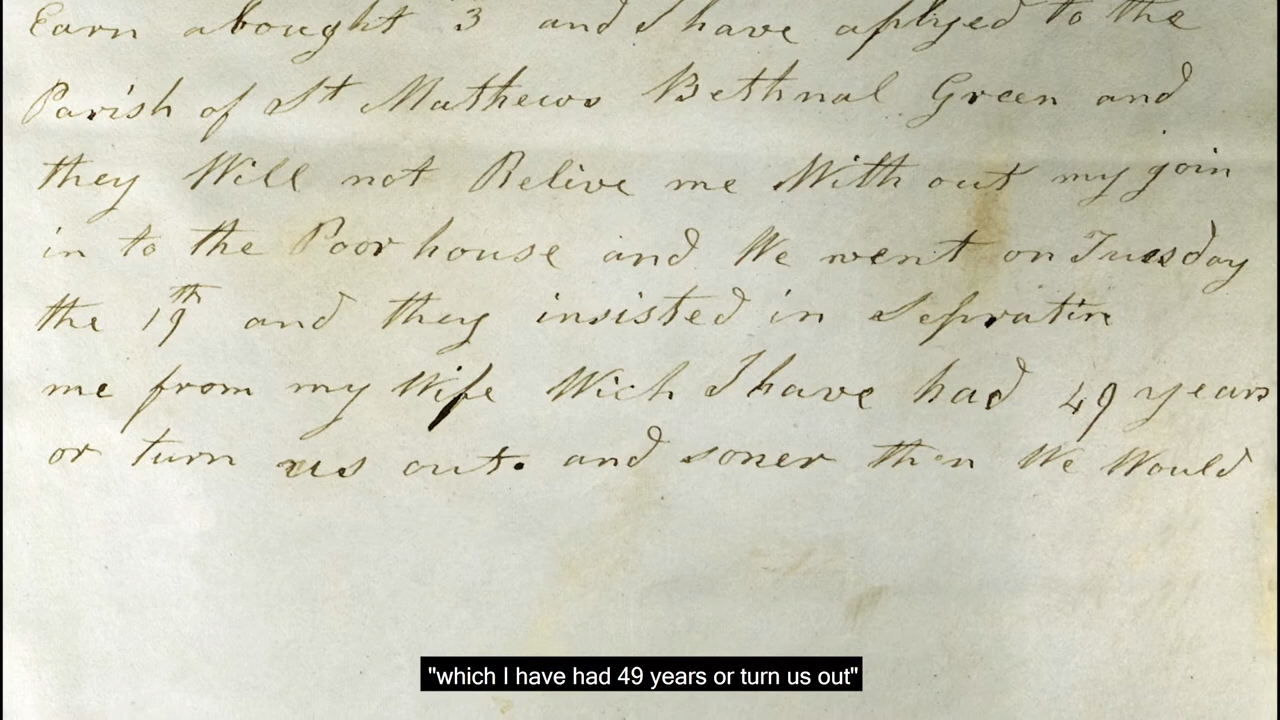 Earn abought 3 and I have aplyed to the
Parish of St Mathews Bethnal Green and
they Will not Relive me With out my goin
in to the Poor house and We went on Tuesday
the 19th and they insisted in Sepratin
me from my Wife Wich I have had 49 years
or turn us out. and soner then We Would
"which I have had 49 years or turn us out"